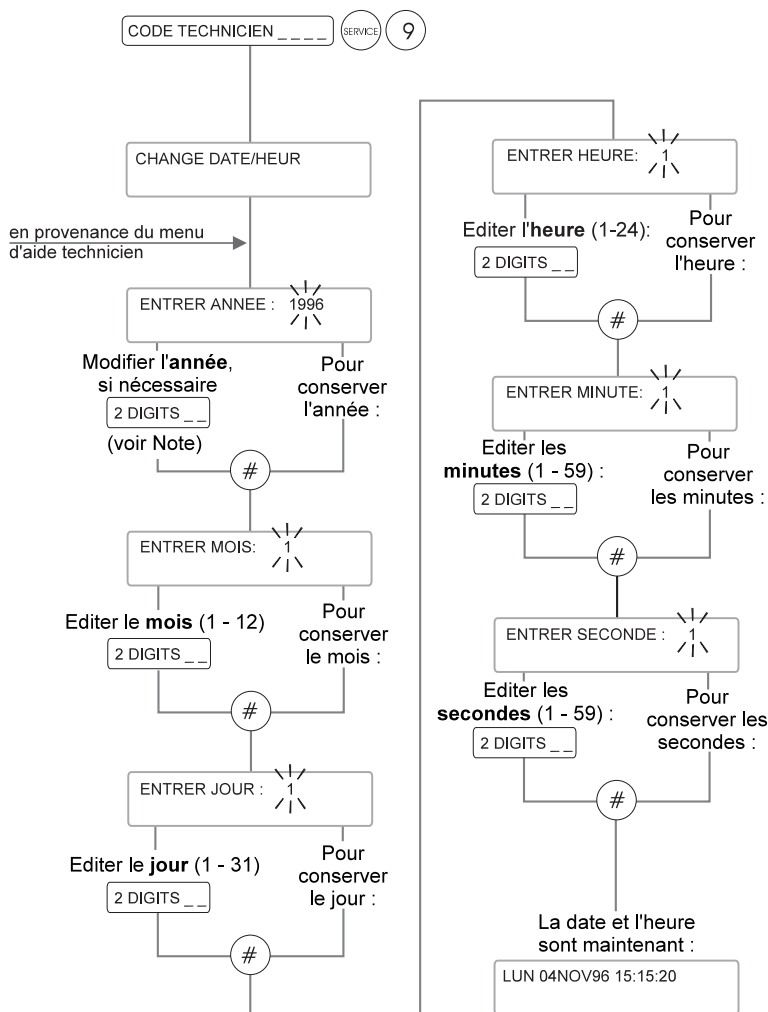 CODE TECHNICIEN _ _ _ _ SERVICE 9
CHANGE DATE/HEUR
en provenance du menu
d'aide technicien
ENTRER ANNEE : 1996
Modifier l'année,
si nécessaire
2 DIGITS _ _
(voir Note)
Pour
conserver
l'année :
#
ENTRER MOIS: 1
Editer le mois (1 - 12)
2 DIGITS _ _
Pour
conserver
le mois :
#
ENTRER JOUR : 1
Editer le jour (1 - 31)
2 DIGITS _ _
Pour
conserver
le jour :
#
ENTRER HEURE: 1
Editer l'heure (1-24):
2 DIGITS _ _
Pour
conserver
l'heure :
#
ENTRER MINUTE: 1
Editer les
minutes (1 - 59) :
2 DIGITS _ _
Pour
conserver
les minutes :
#
ENTRER SECONDE : 1
Editer les
secondes (1 - 59) :
2 DIGITS _ _
Pour
conserver les
secondes :
#
La date et l'heure
sont maintenant :
LUN 04NOV96 15:15:20